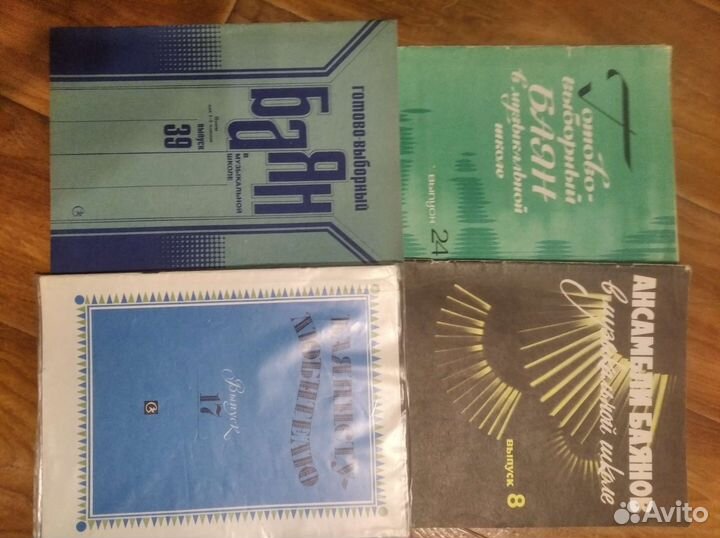 ГОТОВО-ВЫБОРНЫЙ
БАЯН
В
МУЗЫКАЛЬНОЙ
ШКОЛЕ
ВЫПУСК
39
Готово-
выборный
БАЯН
в музыкальной
школе
ВЫПУСК 24
БАЯНИСТУ-
ЛЮБИТЕЛЮ
Выпуск
17
АНСАМБЛИ БАЯНОВ
в музыкальной школе
ВЫПУСК 8
Avito